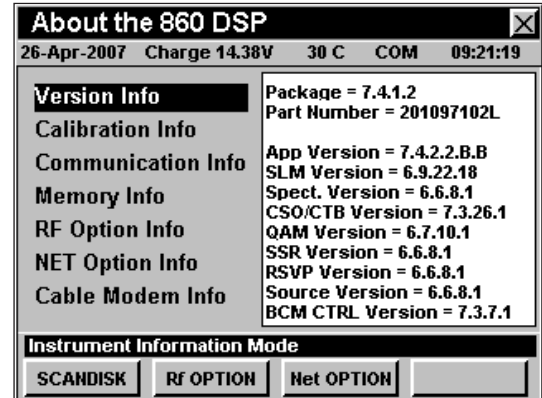 About the 860 DSP
26-Apr-2007 Charge 14.38V 30 C COM 09:21:19
Version Info
Calibration Info
Communication Info
Memory Info
RF Option Info
NET Option Info
Cable Modem Info
Package = 7.4.1.2
Part Number = 201097102L
App Version = 7.4.2.2.B.B
SLM Version = 6.9.22.18
Spect. Version = 6.6.8.1
CSO/CTB Version = 7.3.26.1
QAM Version = 6.7.10.1
SSR Version = 6.6.8.1
RSVP Version = 6.6.8.1
Source Version = 6.6.8.1
BCM CTRL Version = 7.3.7.1
Instrument Information Mode
SCANDISK Rf OPTION Net OPTION